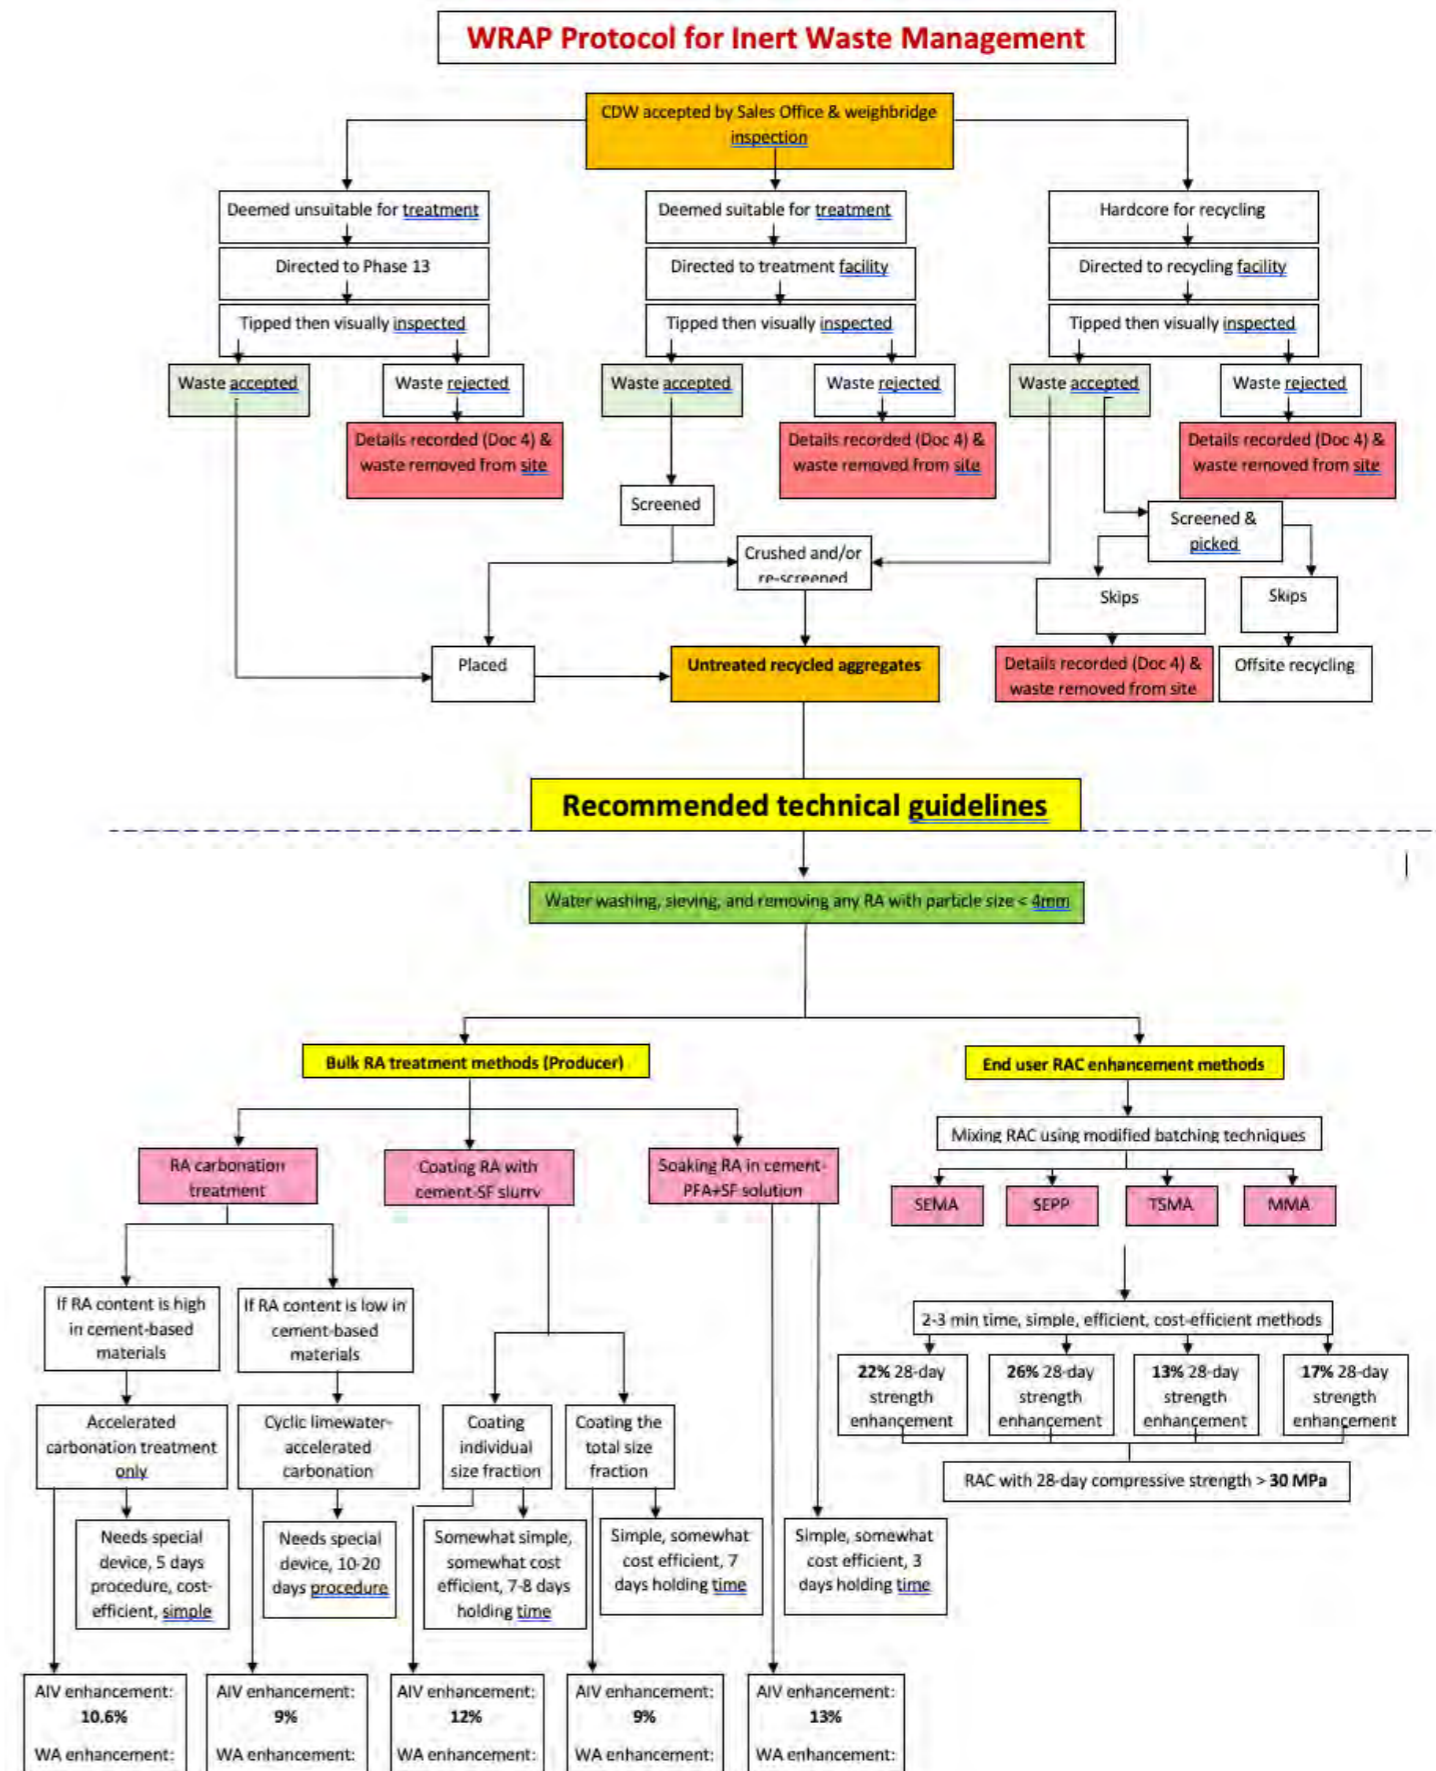 WRAP Protocol for Inert Waste Management
CDW accepted by Sales Office & weighbridge
inspection
Deemed unsuitable for treatment
Deemed suitable for treatment
Hardcore for recycling
Directed to Phase 13
Directed to treatment facility
Directed to recycling facility
Tipped then visually inspected
Tipped then visually inspected
Tipped then visually inspected
Waste accepted
Waste rejected
Waste accepted
Waste rejected
Waste accepted
Waste rejected
Details recorded (Doc 4) &
waste removed from site
Details recorded (Doc 4) &
waste removed from site
Details recorded (Doc 4) &
waste removed from site
Screened
Screened &
picked
Crushed and/or
re-screened
Skips
Skips
Placed
Untreated recycled aggregates
Details recorded (Doc 4) &
waste removed from site
Offsite recycling
Recommended technical guidelines
Water washing, sieving, and removing any RA with particle size < 4mm
Bulk RA treatment methods (Producer)
End user RAC enhancement methods
Mixing RAC using modified batching techniques
RA carbonation
treatment
Coating RA with
cement-SF slurry
Soaking RA in cement-
PFA+SF solution
SEMA
SEPP
TSMA
MMA
If RA content is high
in cement-based
materials
If RA content is low in
cement-based
materials
2-3 min time, simple, efficient, cost-efficient methods
22% 28-day
strength
enhancement
26% 28-day
strength
enhancement
13% 28-day
strength
enhancement
17% 28-day
strength
enhancement
Accelerated
carbonation treatment
only
Cyclic limewater-
accelerated
carbonation
Coating
individual
size fraction
Coating the
total size
fraction
RAC with 28-day compressive strength > 30 MPa
Needs special
device, 5 days
procedure, cost-
efficient, simple
Needs special
device, 10-20
days procedure
Somewhat simple,
somewhat cost
efficient, 7-8 days
holding time
Simple, somewhat
cost efficient, 7
days holding time
Simple, somewhat
cost efficient, 3
days holding time
AIV enhancement:
10.6%
WA enhancement:
AIV enhancement:
9%
WA enhancement:
AIV enhancement:
12%
WA enhancement:
AIV enhancement:
9%
WA enhancement:
AIV enhancement:
13%
WA enhancement: